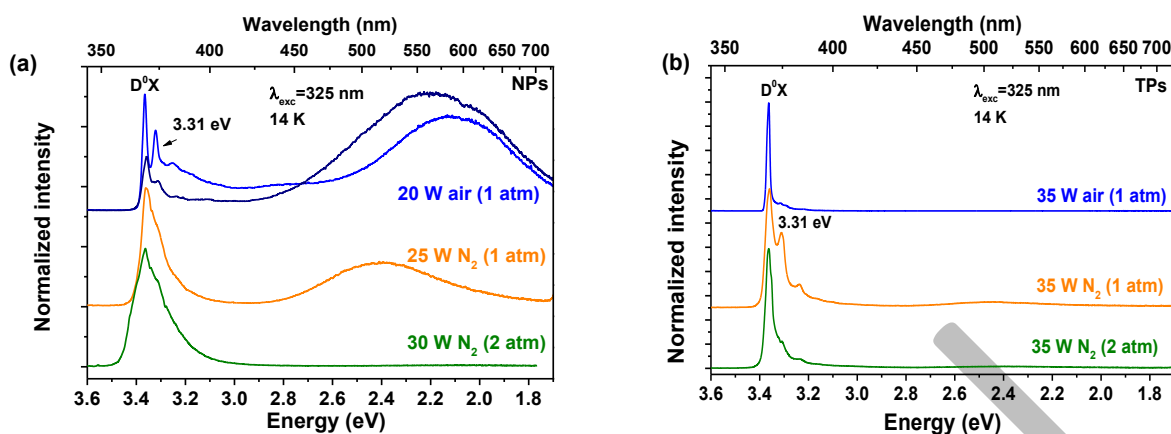 Wavelength (nm)
350 400 450 500 550 600 650 700
(a)
D⁰X
NPs
λexc=325 nm
14 K
3.31 eV
20 W air (1 atm)
25 W N₂ (1 atm)
30 W N₂ (2 atm)
Normalized intensity
3.6 3.4 3.2 3.0 2.8 2.6 2.4 2.2 2.0 1.8
Energy (eV)
Wavelength (nm)
350 400 450 500 550 600 650 700
(b)
D⁰X
TPs
λexc=325 nm
14 K
35 W air (1 atm)
3.31 eV
35 W N₂ (1 atm)
35 W N₂ (2 atm)
Normalized intensity
3.6 3.4 3.2 3.0 2.8 2.6 2.4 2.2 2.0 1.8
Energy (eV)